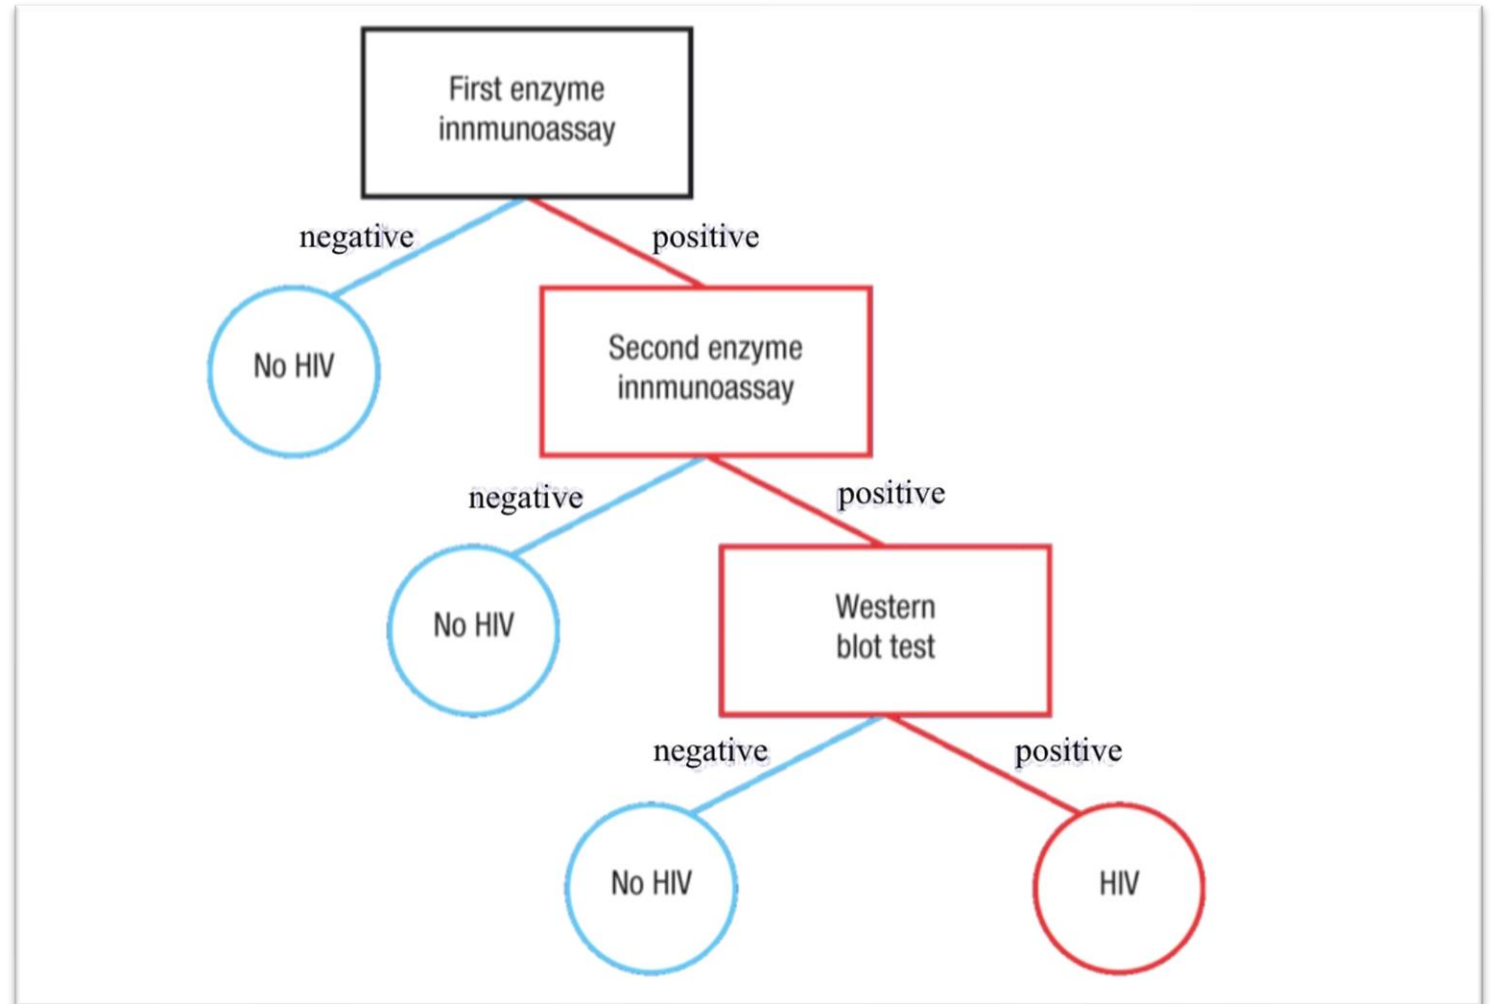 First enzyme
innmunoassay
negative
positive
No HIV
Second enzyme
innmunoassay
negative
positive
No HIV
Western
blot test
negative
positive
No HIV
HIV